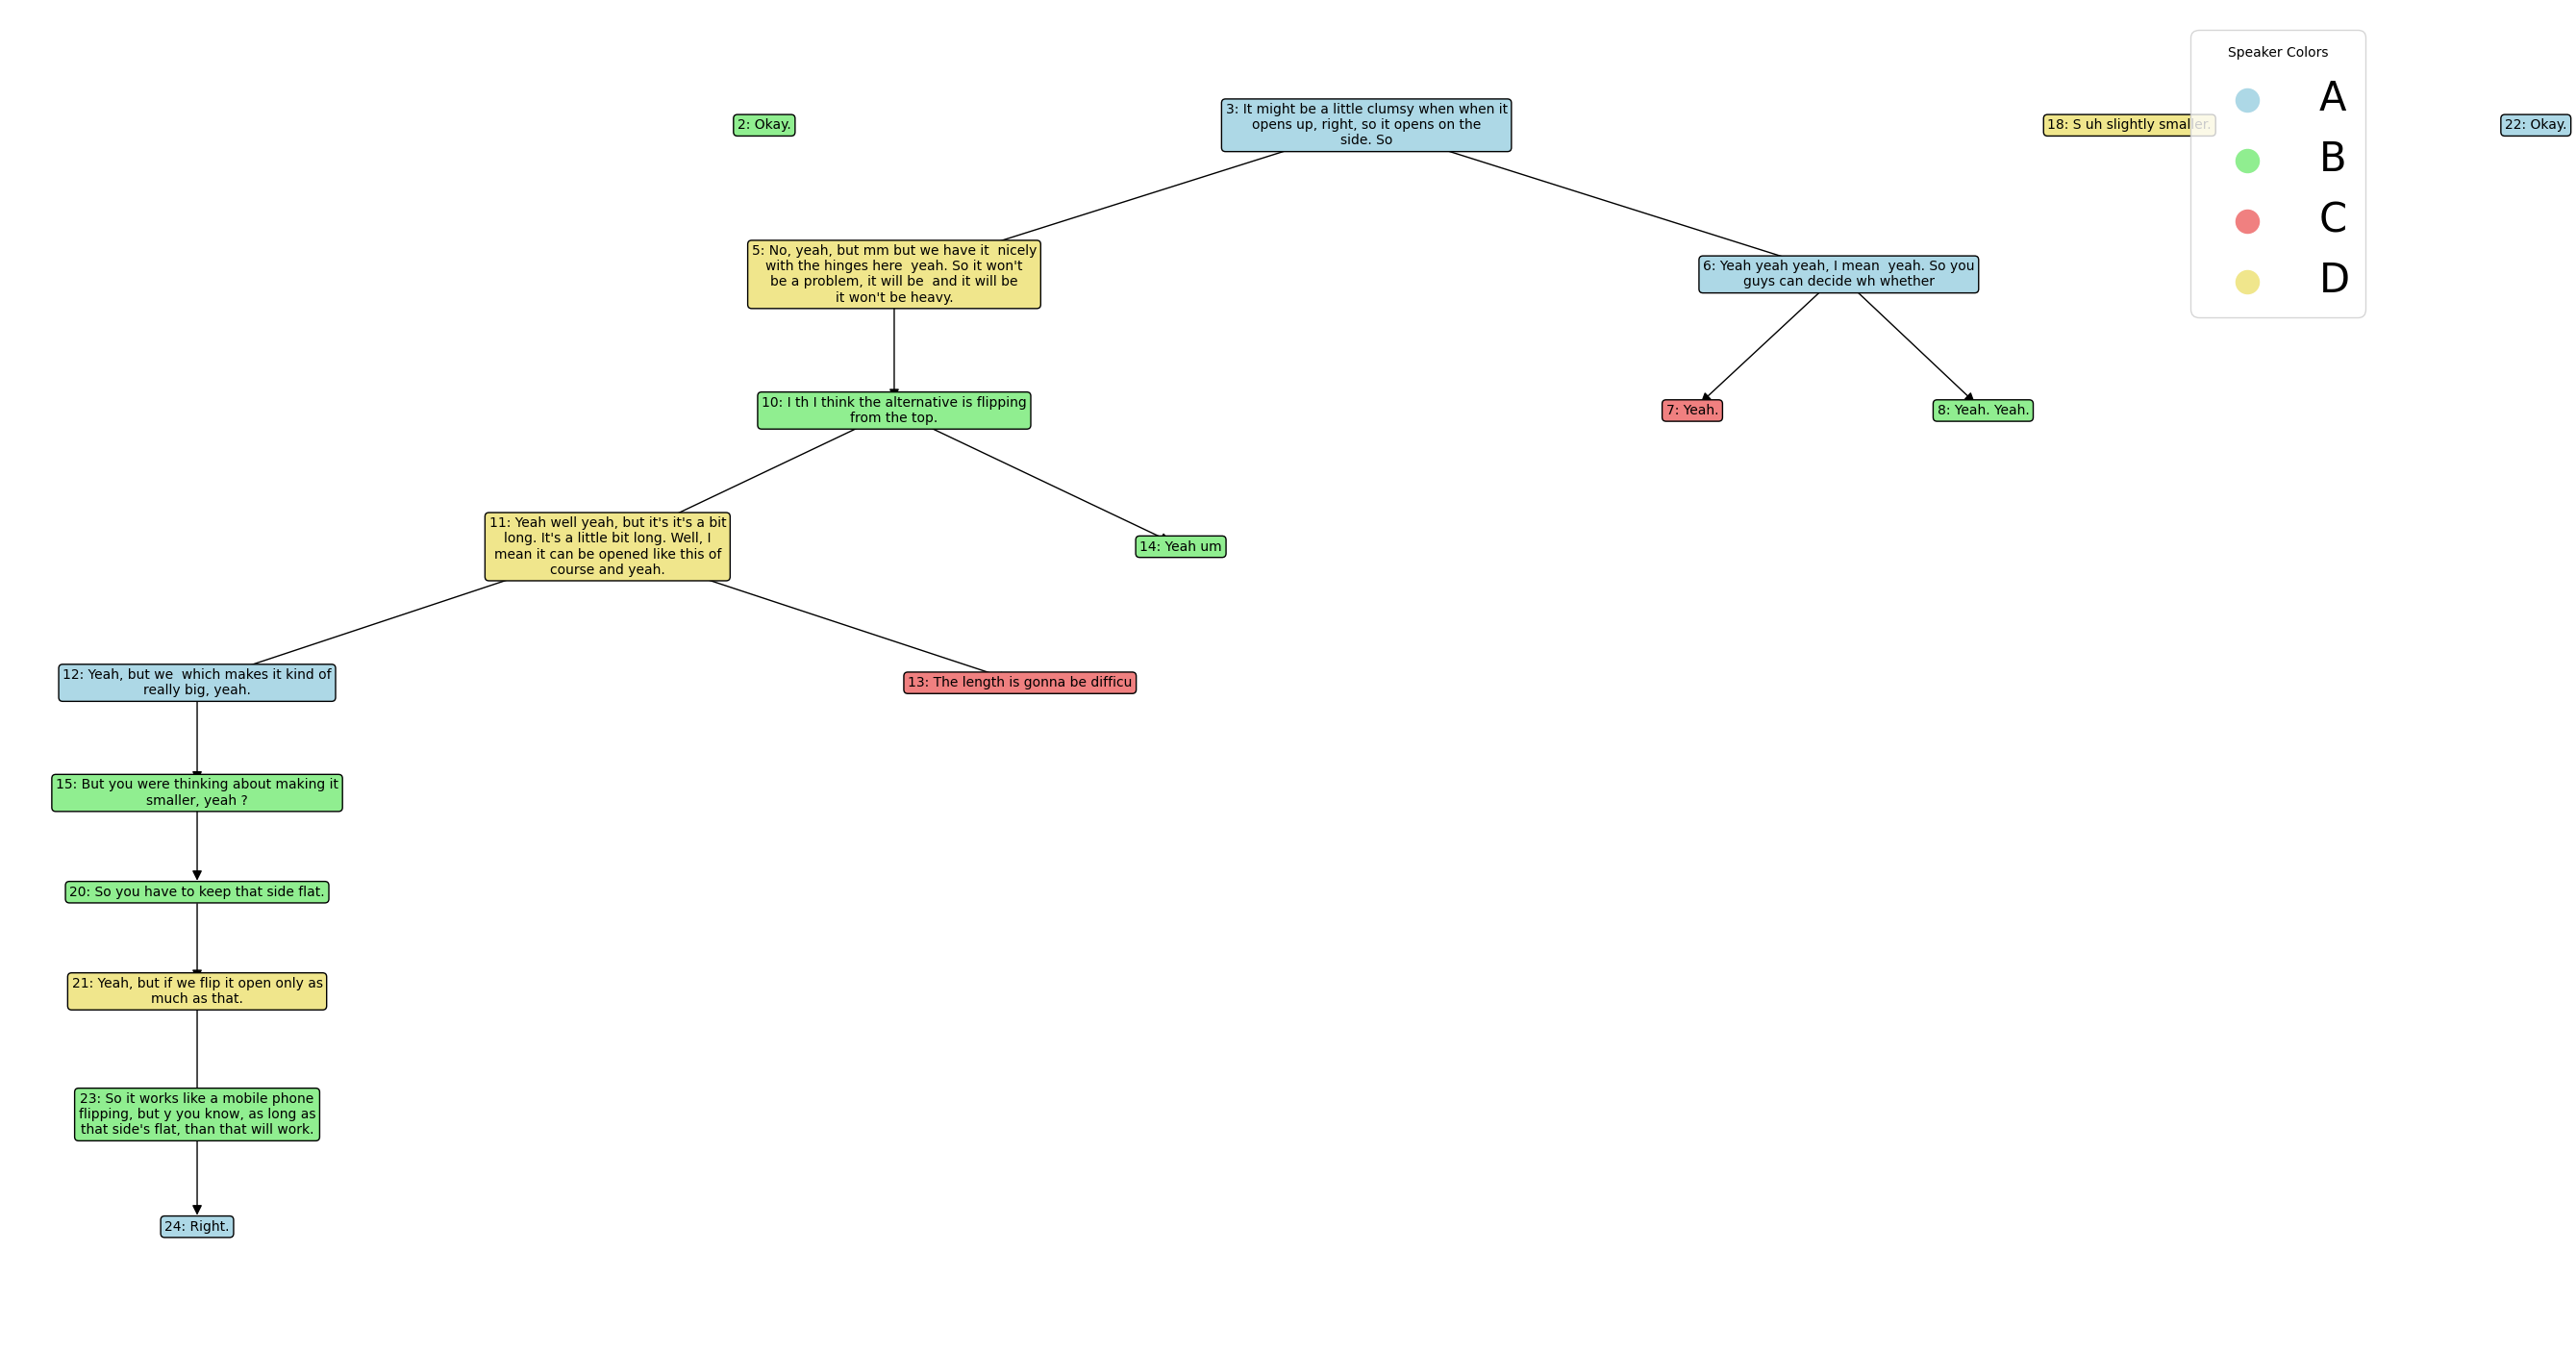 Speaker Colors
A
B
C
D
2: Okay.
3: It might be a little clumsy when when it
opens up, right, so it opens on the
side. So
18: S uh slightly smaller.
22: Okay.
5: No, yeah, but mm but we have it  nicely
with the hinges here  yeah. So it won't
be a problem, it will be  and it will be
it won't be heavy.
6: Yeah yeah yeah, I mean  yeah. So you
guys can decide wh whether
10: I th I think the alternative is flipping
from the top.
7: Yeah.
8: Yeah. Yeah.
11: Yeah well yeah, but it's it's a bit
long. It's a little bit long. Well, I
mean it can be opened like this of
course and yeah.
14: Yeah um
12: Yeah, but we  which makes it kind of
really big, yeah.
13: The length is gonna be difficu
15: But you were thinking about making it
smaller, yeah ?
20: So you have to keep that side flat.
21: Yeah, but if we flip it open only as
much as that.
23: So it works like a mobile phone
flipping, but y you know, as long as
that side's flat, than that will work.
24: Right.